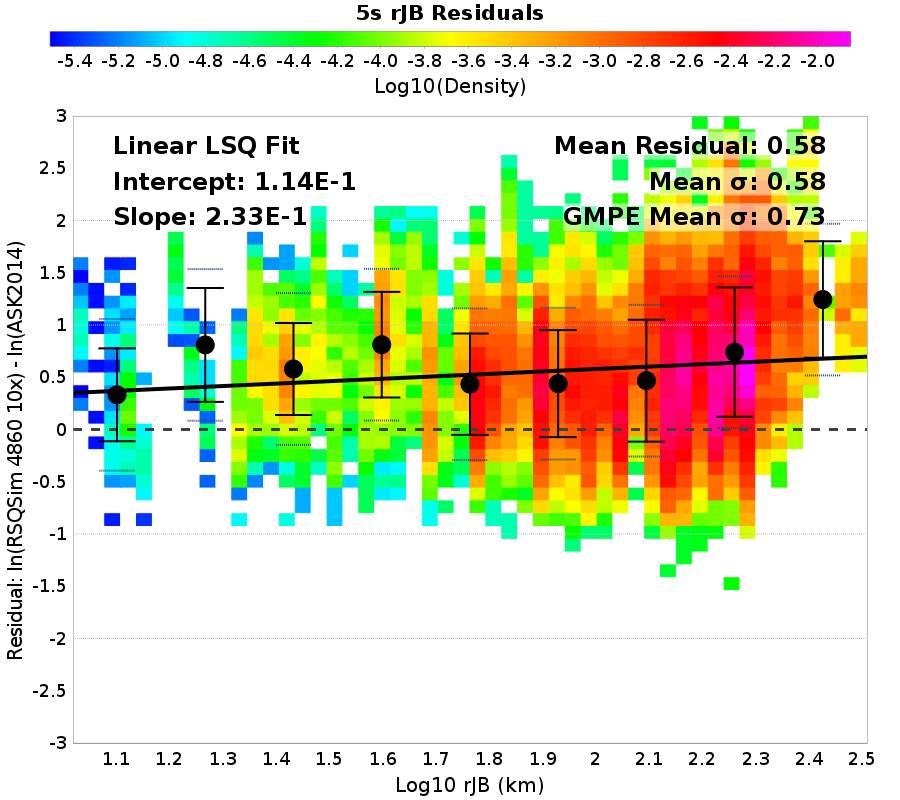 5s rJB Residuals
-5.4 -5.2 -5.0 -4.8 -4.6 -4.4 -4.2 -4.0 -3.8 -3.6 -3.4 -3.2 -3.0 -2.8 -2.6 -2.4 -2.2 -2.0
Log10(Density)
Linear LSQ Fit
Intercept: 1.14E-1
Slope: 2.33E-1
Mean Residual: 0.58
Mean σ: 0.58
GMPE Mean σ: 0.73
Residual: ln(RSQSim 4860 10x) - ln(ASK2014)
3
2.5
2
1.5
1
0.5
0
-0.5
-1
-1.5
-2
-2.5
-3
1.1 1.2 1.3 1.4 1.5 1.6 1.7 1.8 1.9 2 2.1 2.2 2.3 2.4 2.5
Log10 rJB (km)